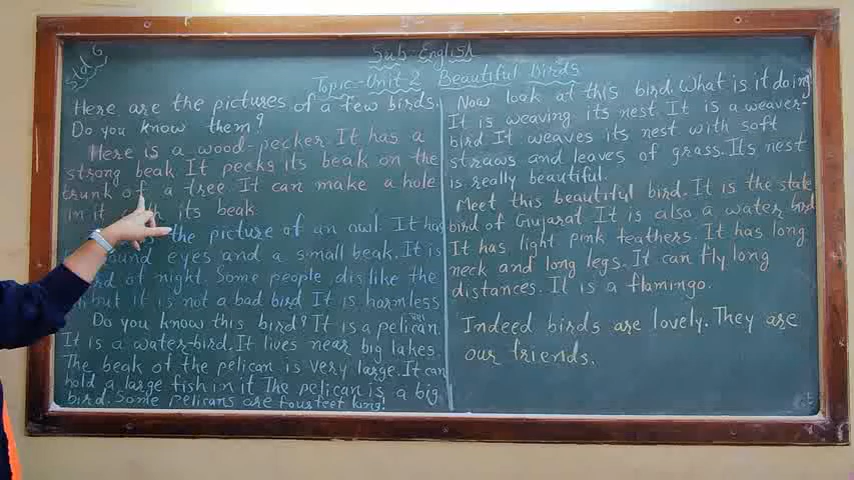 std 6
Sub-English
Topic-Unit-2 Beautiful birds
Here are the pictures of a few birds.
Do you know them?
Here is a wood-pecker. It has a
strong beak It pecks its beak on the
trunk of a tree. It can make a hole
in it its beak.
the picture of an owl. It has
eyes and a small beak. It is
of night. Some people dislike the
but it is not a bad bird It is harmless
Do you know this bird? It is a pelican.
It is a water-bird. It lives near big lakes.
The beak of the pelican is very large. It can
hold a large fish in it The pelican is a big
bird. Some pelicans are four feet long.
Now look at this bird. What is it doing
It is weaving its nest. It is a weaver-
bird It weaves its nest with soft
straws and leaves of grass. Its nest
is really beautiful.
Meet this beautiful bird. It is the state
bird of Gujarat It is also a water bird
It has light pink feathers. It has long
neck and long legs. It can fly long
distances. It is a flamingo.
Indeed birds are lovely. They are
our friends.